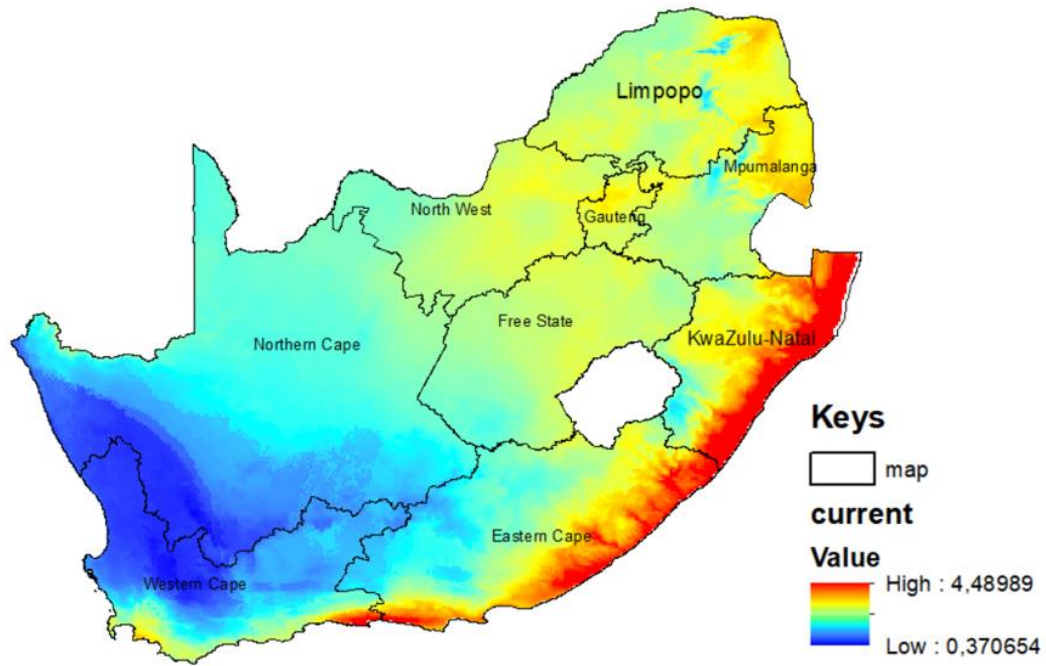 Limpopo
Mpumalanga
North West
Gauteng
Free State
Northern Cape
KwaZulu-Natal
Eastern Cape
Western Cape
Keys
map
current
Value
High : 4,48989
Low : 0,370654